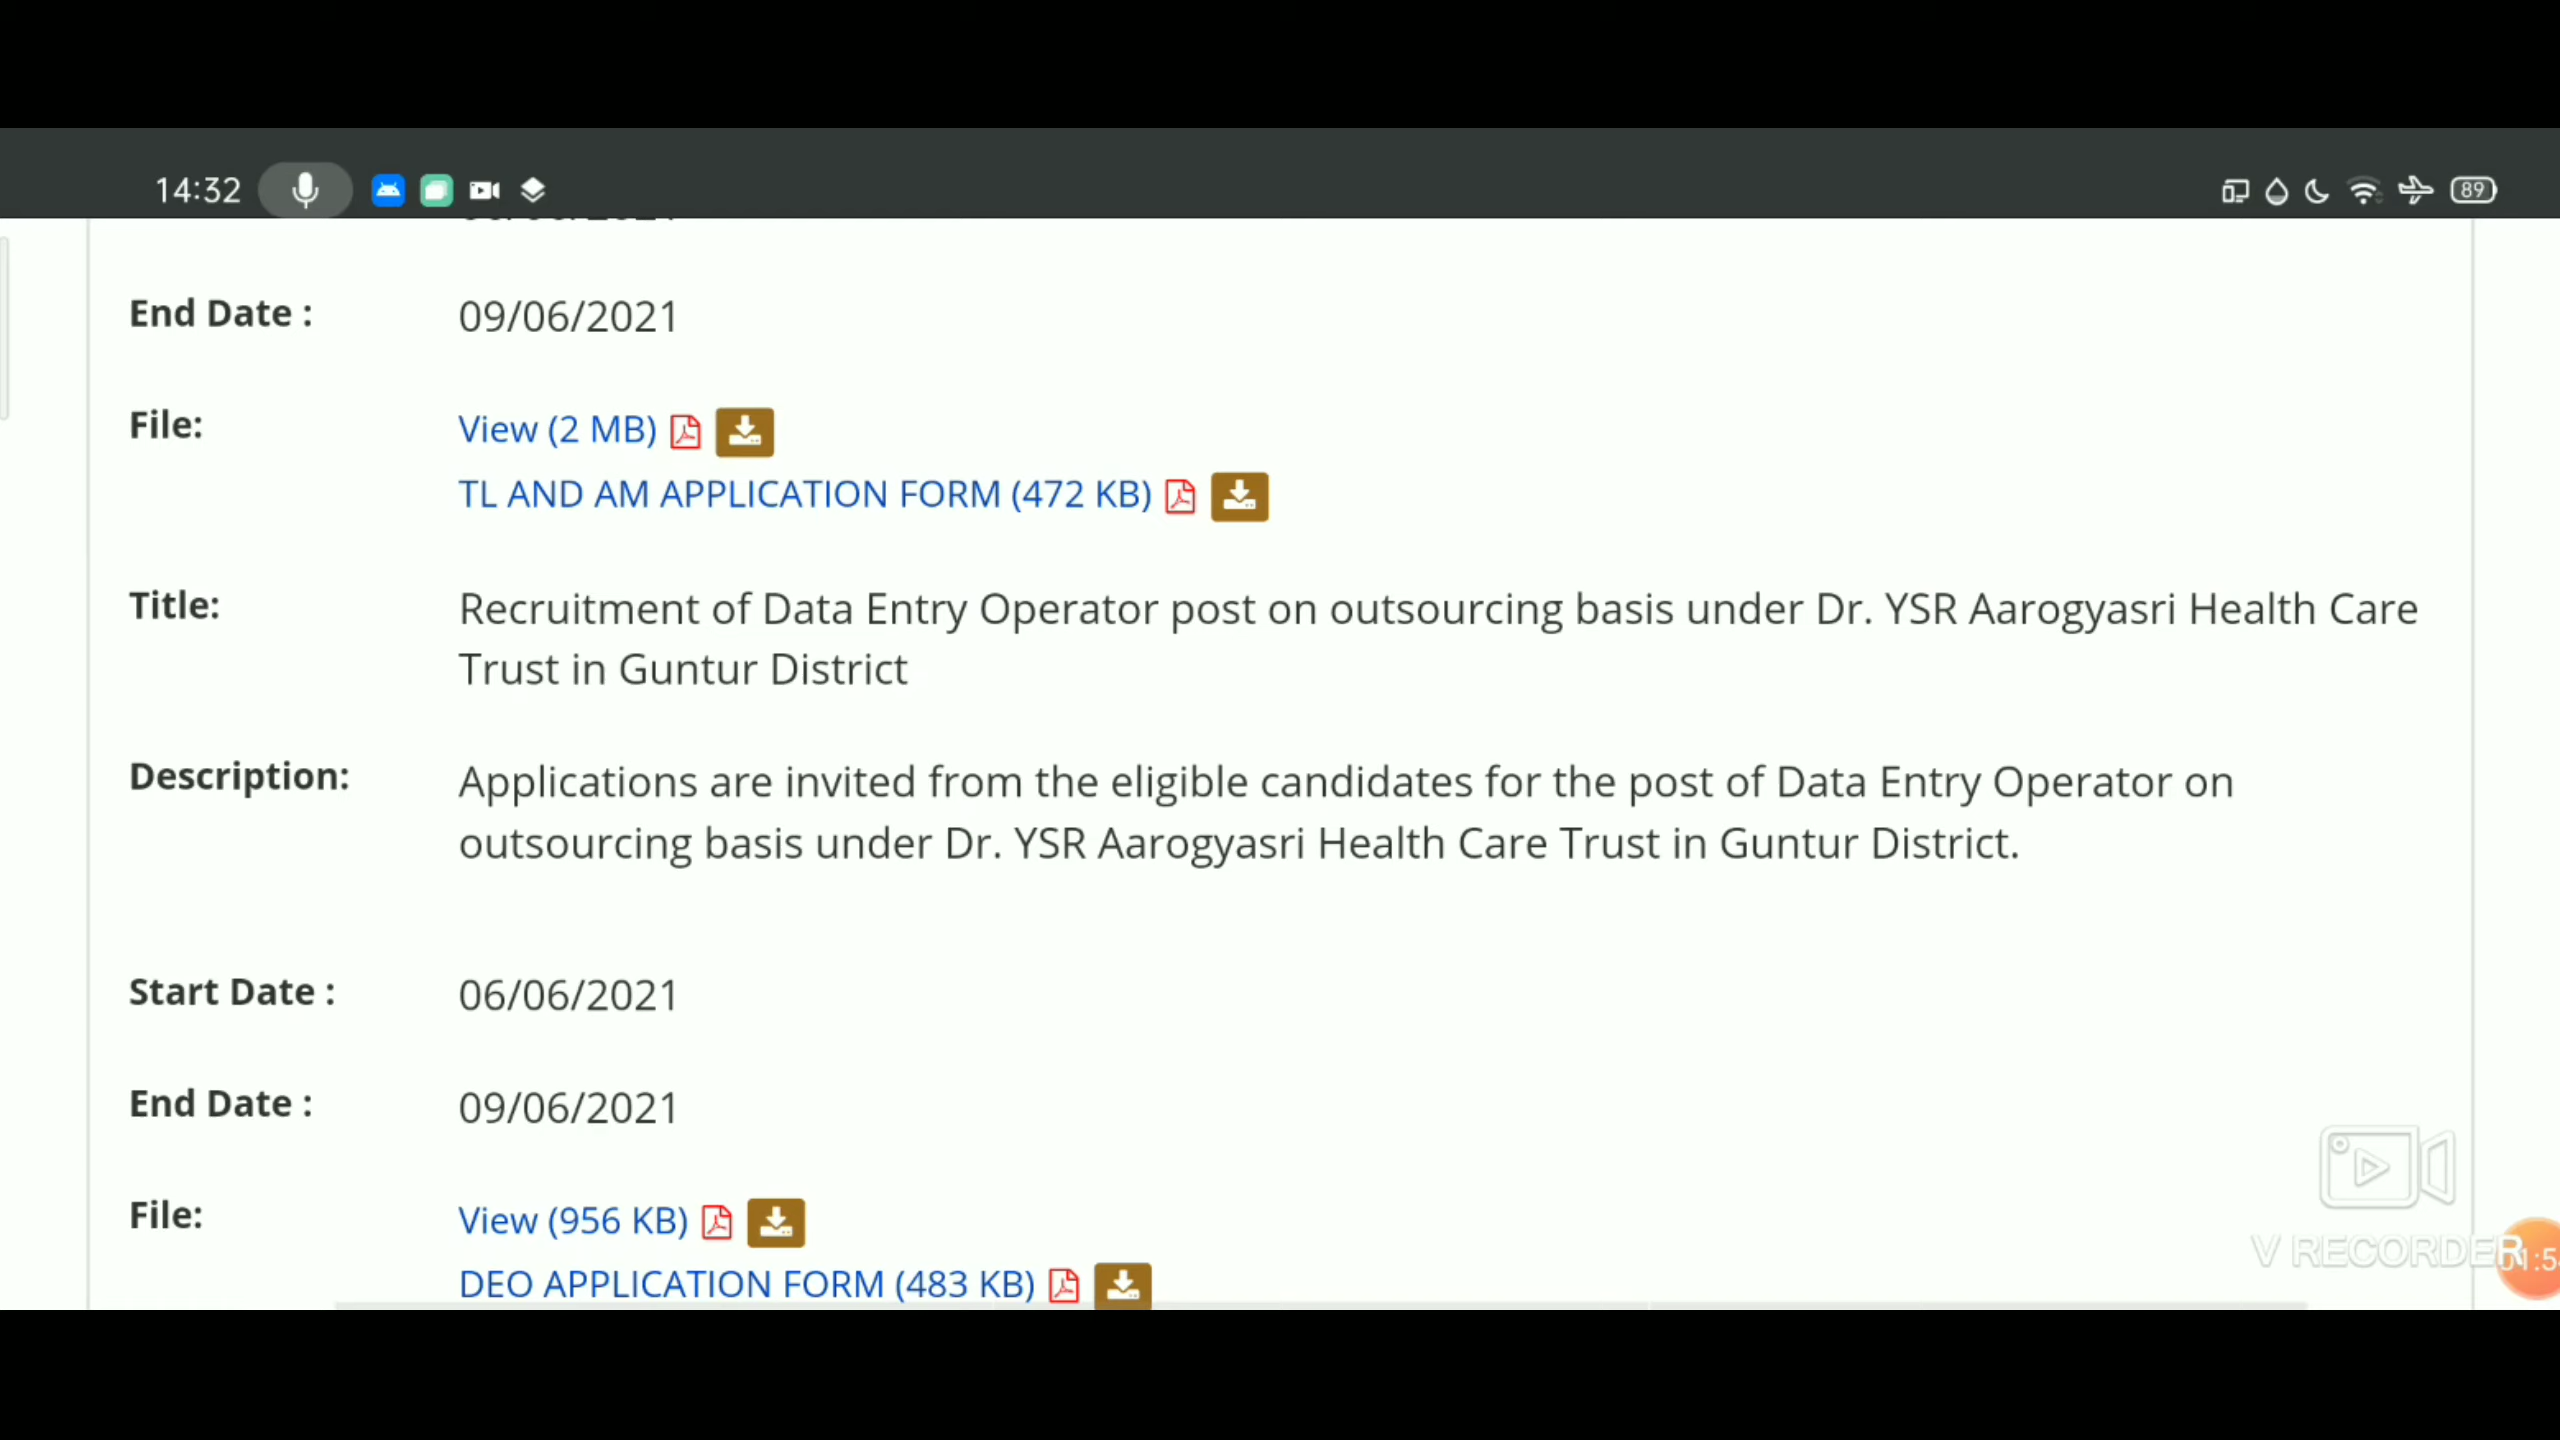 14:32
89
End Date :
09/06/2021
File:
View (2 MB)
TL AND AM APPLICATION FORM (472 KB)
Title:
Recruitment of Data Entry Operator post on outsourcing basis under Dr. YSR Aarogyasri Health Care
Trust in Guntur District
Description:
Applications are invited from the eligible candidates for the post of Data Entry Operator on
outsourcing basis under Dr. YSR Aarogyasri Health Care Trust in Guntur District.
Start Date :
06/06/2021
End Date :
09/06/2021
File:
View (956 KB)
DEO APPLICATION FORM (483 KB)
V RECORDER